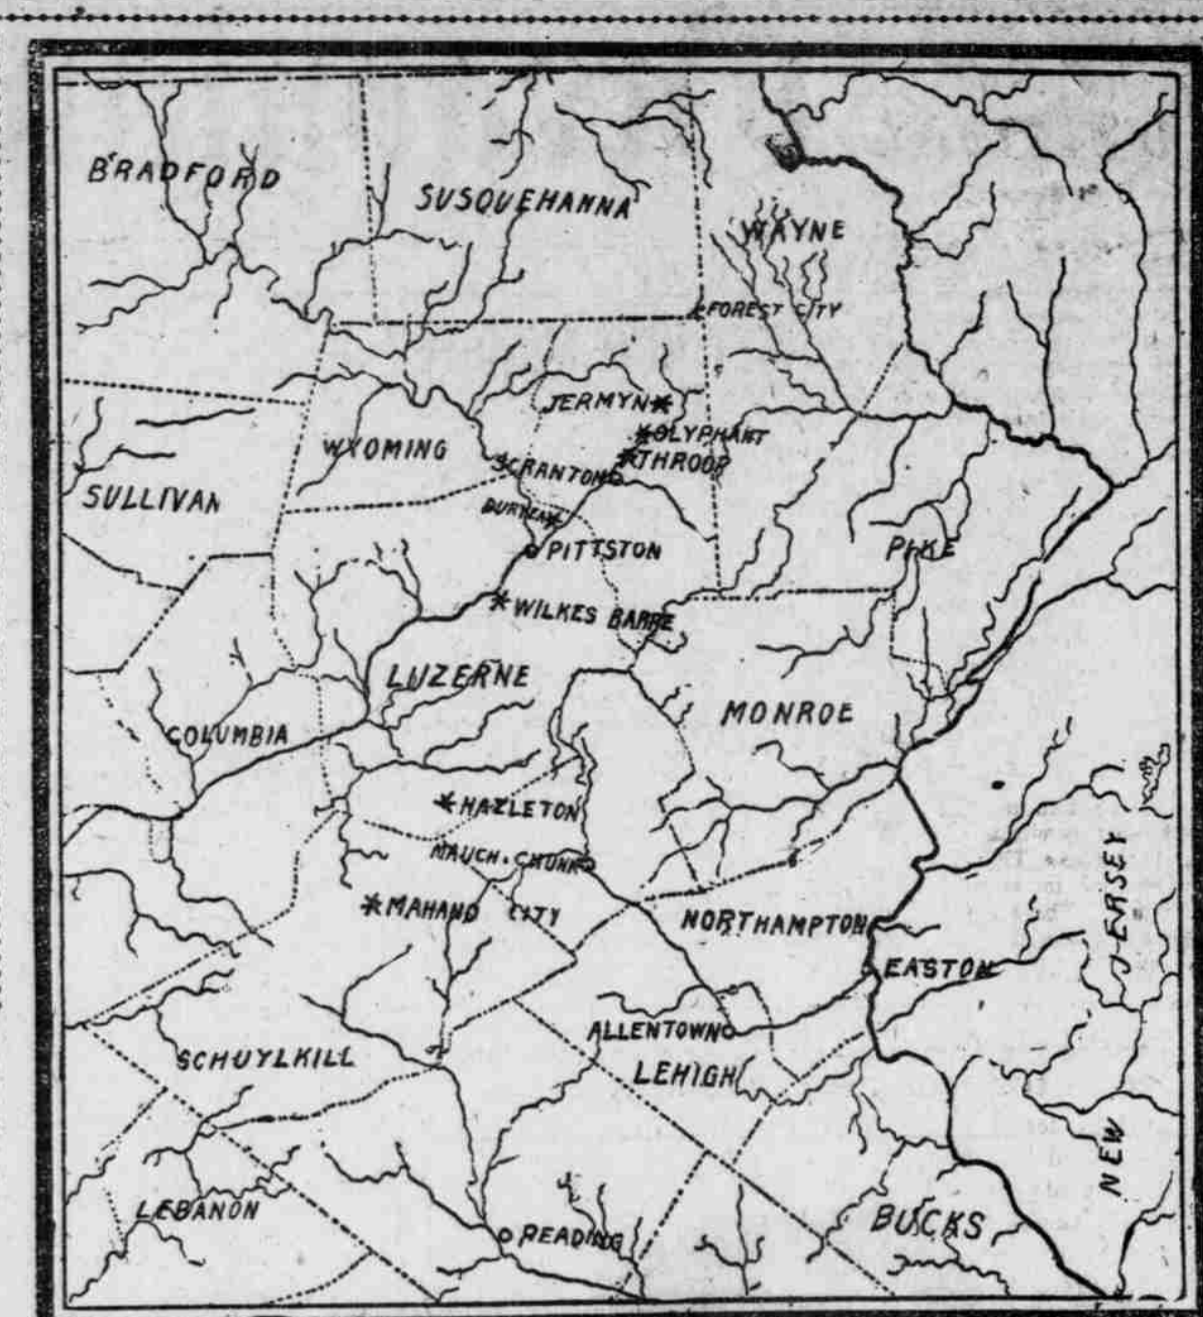 BRADFORD
SUSQUEHANNA
WAYNE
FOREST CITY
JERMYN
OLYPHANT
WYOMING
THROOP
SCRANTON
SULLIVAN
DURYEA
PITTSTON
PIKE
WILKES BARRE
LUZERNE
MONROE
COLUMBIA
HAZLETON
MAUCH-CHUNK
MAHANO CITY
NORTHAMPTON
EASTON
NEW JERSEY
ALLENTOWN
SCHUYLKILL
LEHIGH
LEBANON
READING
BUCKS